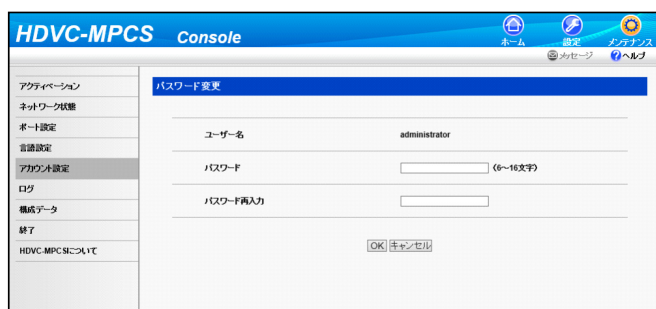 HDVC-MPCS Console
ホーム 設定 メンテナンス
メッセージ ヘルプ
アクティベーション
ネットワーク状態
ポート設定
言語設定
アカウント設定
ログ
構成データ
終了
HDVC-MPCSについて
パスワード変更
ユーザー名 administrator
パスワード (6～16文字)
パスワード再入力
OK キャンセル